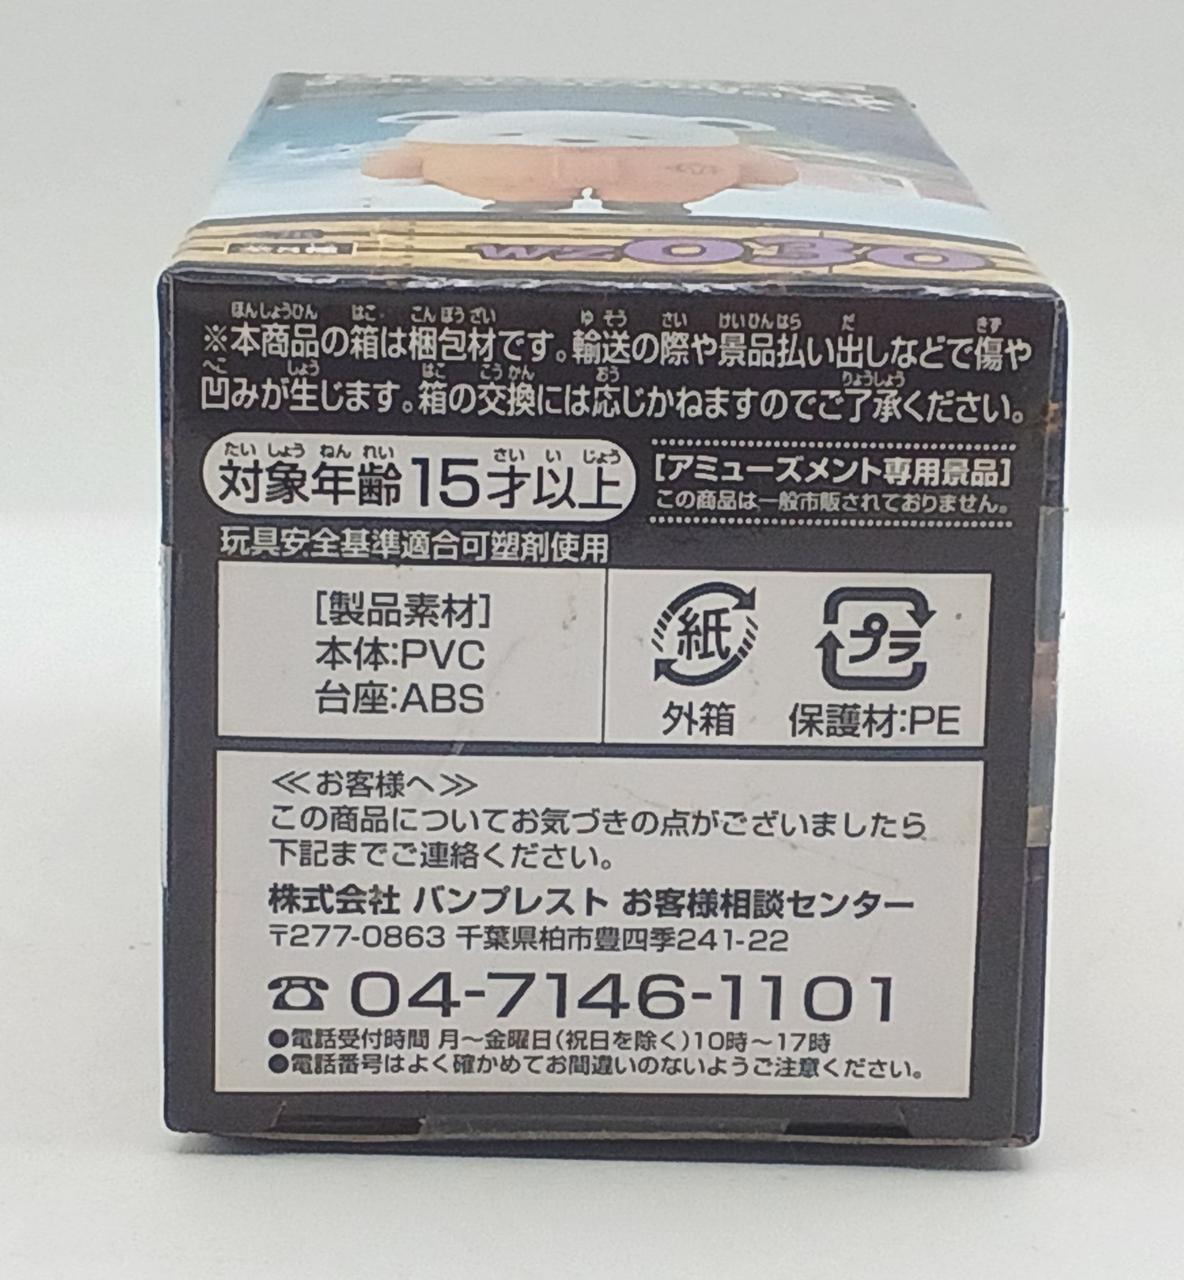 wz030
※本商品の箱は梱包材です。輸送の際や景品払い出しなどで傷や
凹みが生じます。箱の交換には応じかねますのでご了承ください。
対象年齢15才以上
[アミューズメント専用景品]
この商品は一般市販されておりません。
玩具安全基準適合可塑剤使用
[製品素材]
本体:PVC
台座:ABS
紙
外箱
プラ
保護材:PE
≪お客様へ≫
この商品についてお気づきの点がございましたら
下記までご連絡ください。
株式会社 バンプレスト お客様相談センター
〒277-0863 千葉県柏市豊四季241-22
☎04-7146-1101
●電話受付時間 月～金曜日(祝日を除く)10時～17時
●電話番号はよく確かめてお間違いのないようご注意ください。